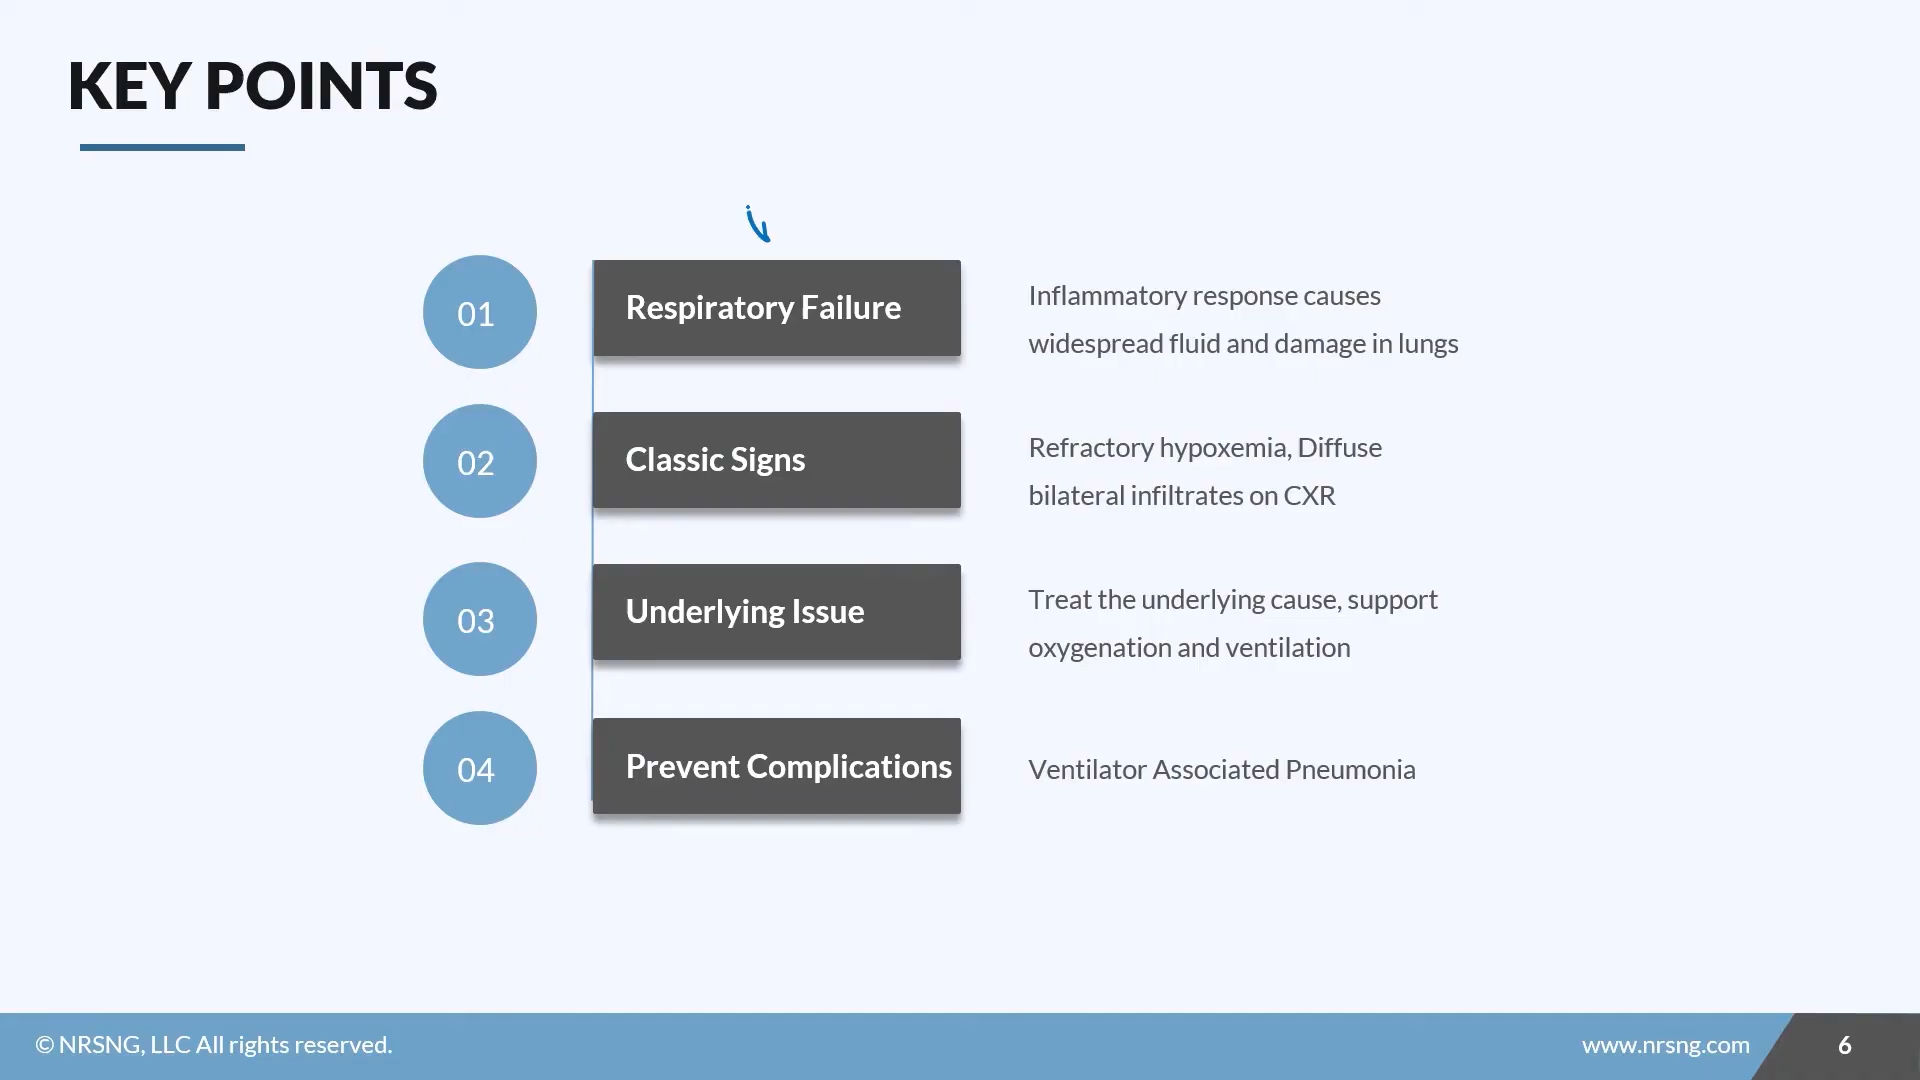 KEY POINTS
01
Respiratory Failure
Inflammatory response causes
widespread fluid and damage in lungs
02
Classic Signs
Refractory hypoxemia, Diffuse
bilateral infiltrates on CXR
03
Underlying Issue
Treat the underlying cause, support
oxygenation and ventilation
04
Prevent Complications
Ventilator Associated Pneumonia
© NRSNG, LLC All rights reserved.
www.nrsng.com
6